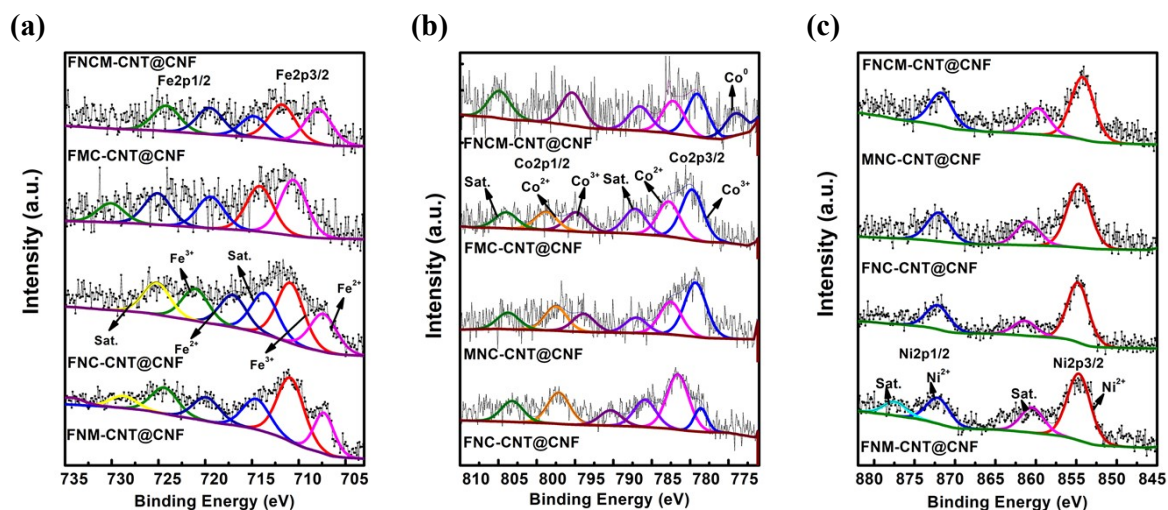 (a)
FNCM-CNT@CNF
Fe2p1/2
Fe2p3/2
FMC-CNT@CNF
Fe³⁺
Sat.
Fe²⁺
Sat.
Fe²⁺
Fe³⁺
FNC-CNT@CNF
FNM-CNT@CNF
Intensity (a.u.)
735 730 725 720 715 710 705
Binding Energy (eV)
(b)
Co⁰
FNCM-CNT@CNF
Co2p1/2
Co2p3/2
Sat.
Co²⁺
Co³⁺
Sat.
Co²⁺
Co³⁺
FMC-CNT@CNF
MNC-CNT@CNF
FNC-CNT@CNF
Intensity (a.u.)
810 805 800 795 790 785 780 775
Binding Energy (eV)
(c)
FNCM-CNT@CNF
MNC-CNT@CNF
FNC-CNT@CNF
Ni2p1/2
Ni2p3/2
Sat.
Ni²⁺
Sat.
Ni²⁺
FNM-CNT@CNF
Intensity (a.u.)
880 875 870 865 860 855 850 845
Binding Energy (eV)